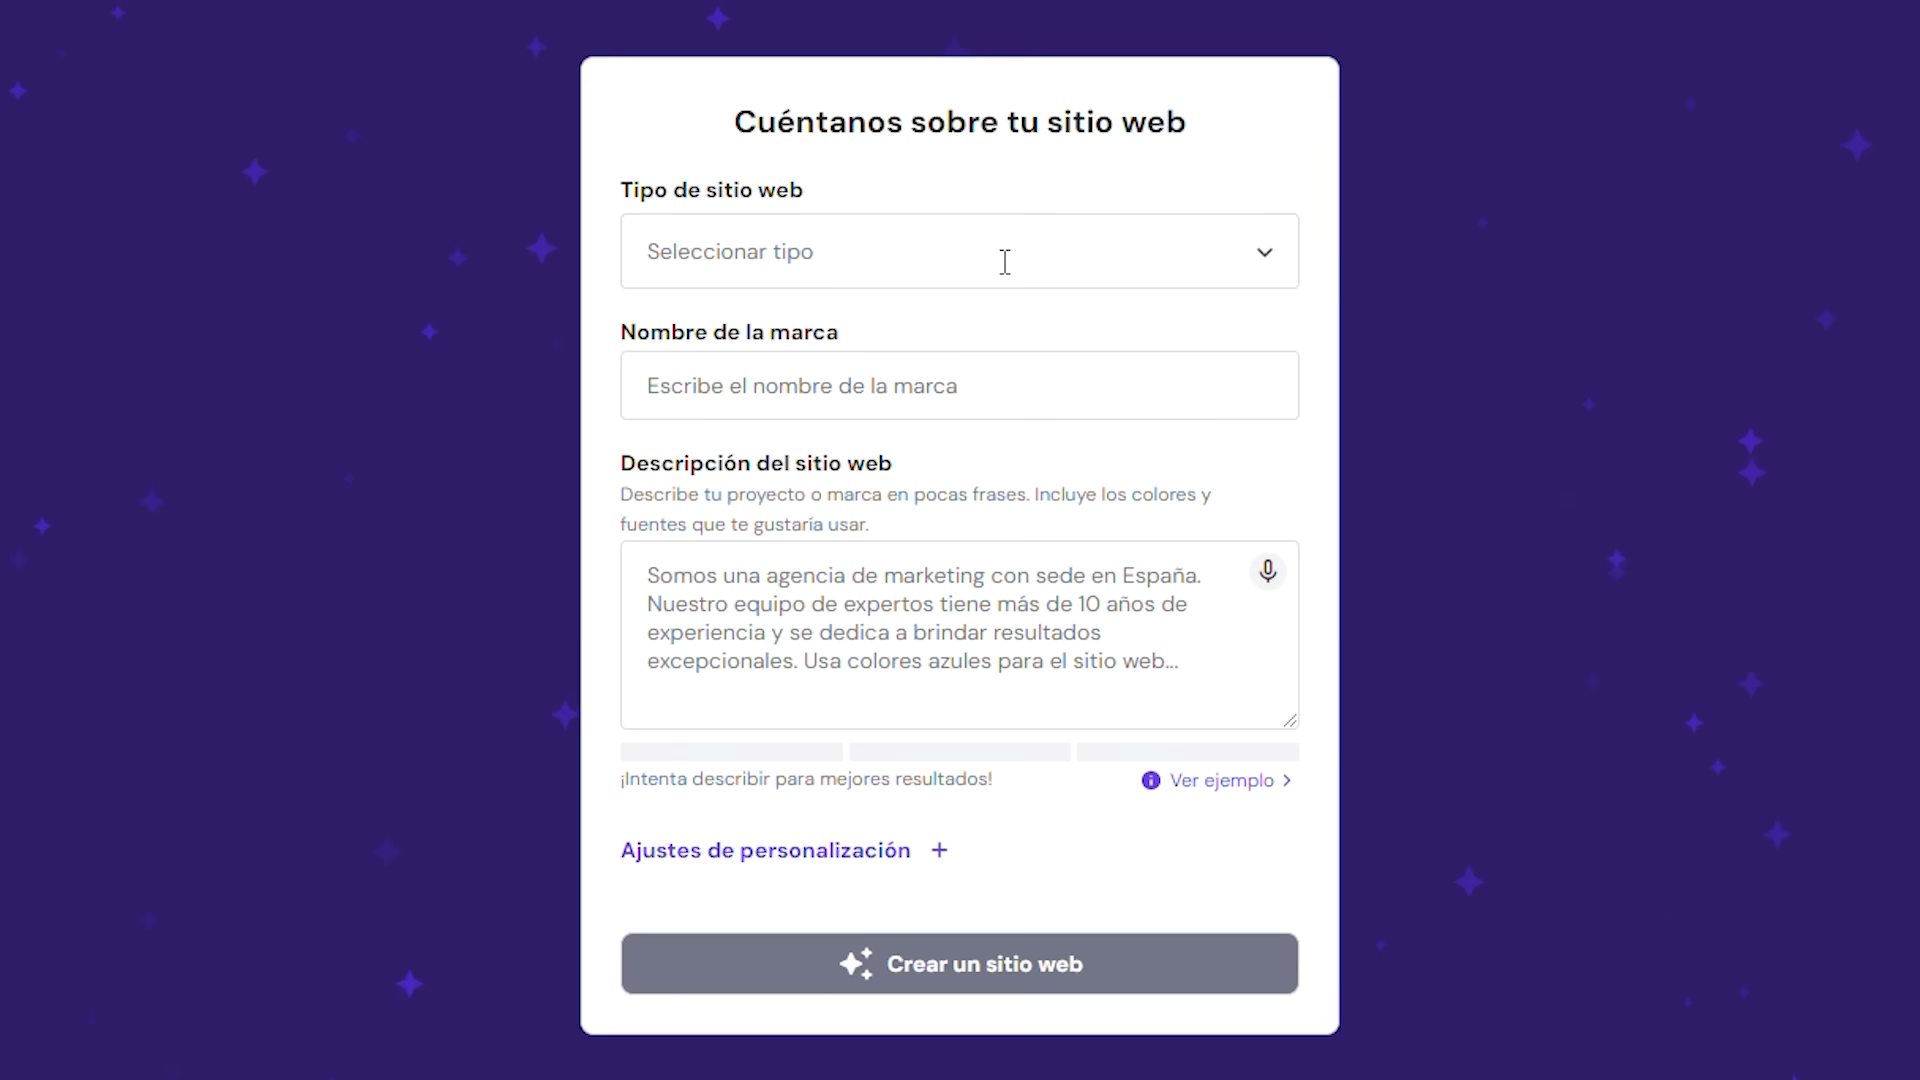 Cuéntanos sobre tu sitio web
Tipo de sitio web
Seleccionar tipo
Nombre de la marca
Escribe el nombre de la marca
Descripción del sitio web
Describe tu proyecto o marca en pocas frases. Incluye los colores y
fuentes que te gustaría usar.
Somos una agencia de marketing con sede en España.
Nuestro equipo de expertos tiene más de 10 años de
experiencia y se dedica a brindar resultados
excepcionales. Usa colores azules para el sitio web...
¡Intenta describir para mejores resultados!
Ver ejemplo
Ajustes de personalización +
Crear un sitio web